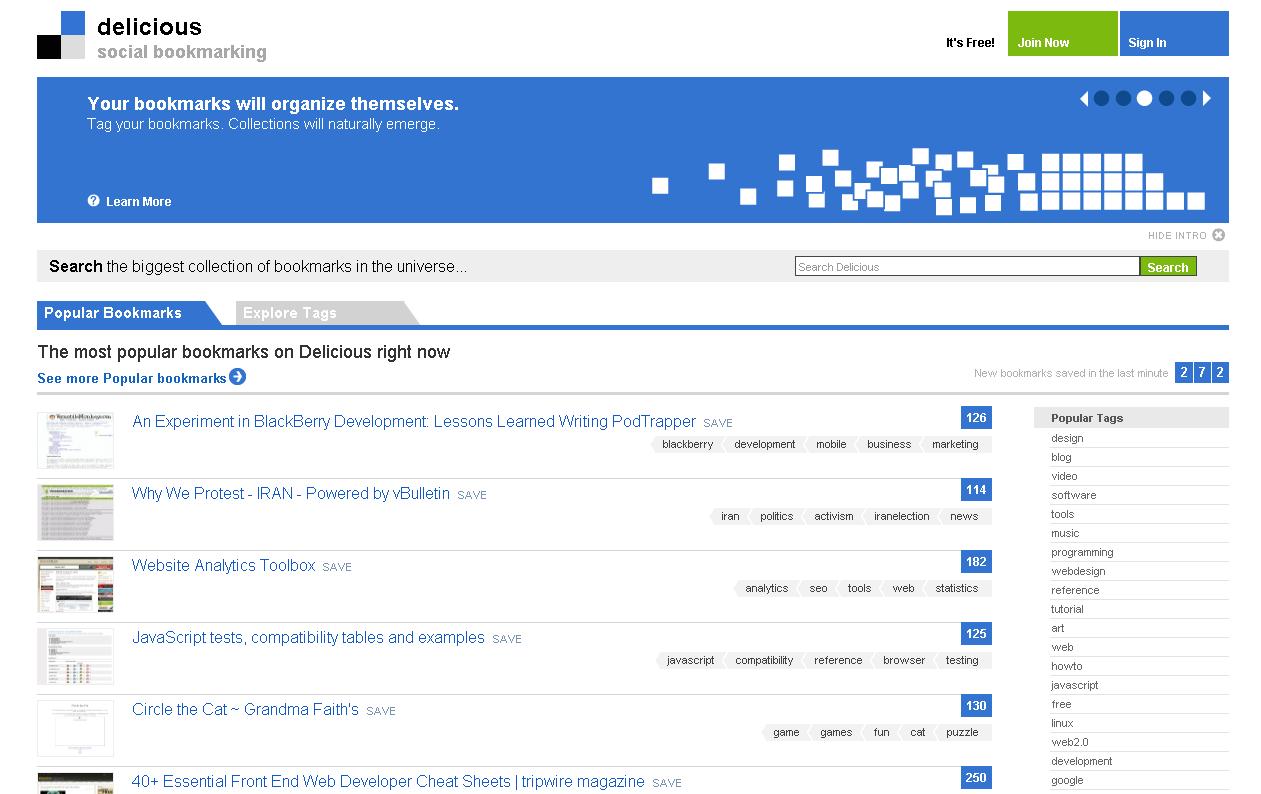 delicious
social bookmarking
It's Free!
Join Now
Sign In
Your bookmarks will organize themselves.
Tag your bookmarks. Collections will naturally emerge.
? Learn More
HIDE INTRO
Search the biggest collection of bookmarks in the universe...
Search Delicious
Search
Popular Bookmarks
Explore Tags
The most popular bookmarks on Delicious right now
See more Popular bookmarks
New bookmarks saved in the last minute 2 7 2
An Experiment in BlackBerry Development: Lessons Learned Writing PodTrapper SAVE
126
blackberry development mobile business marketing
Why We Protest - IRAN - Powered by vBulletin SAVE
114
iran politics activism iranelection news
Website Analytics Toolbox SAVE
182
analytics seo tools web statistics
JavaScript tests, compatibility tables and examples SAVE
125
javascript compatibility reference browser testing
Circle the Cat ~ Grandma Faith's SAVE
130
game games fun cat puzzle
40+ Essential Front End Web Developer Cheat Sheets | tripwire magazine SAVE
250
Popular Tags
design
blog
video
software
tools
music
programming
webdesign
reference
tutorial
art
web
howto
javascript
free
linux
web2.0
development
google